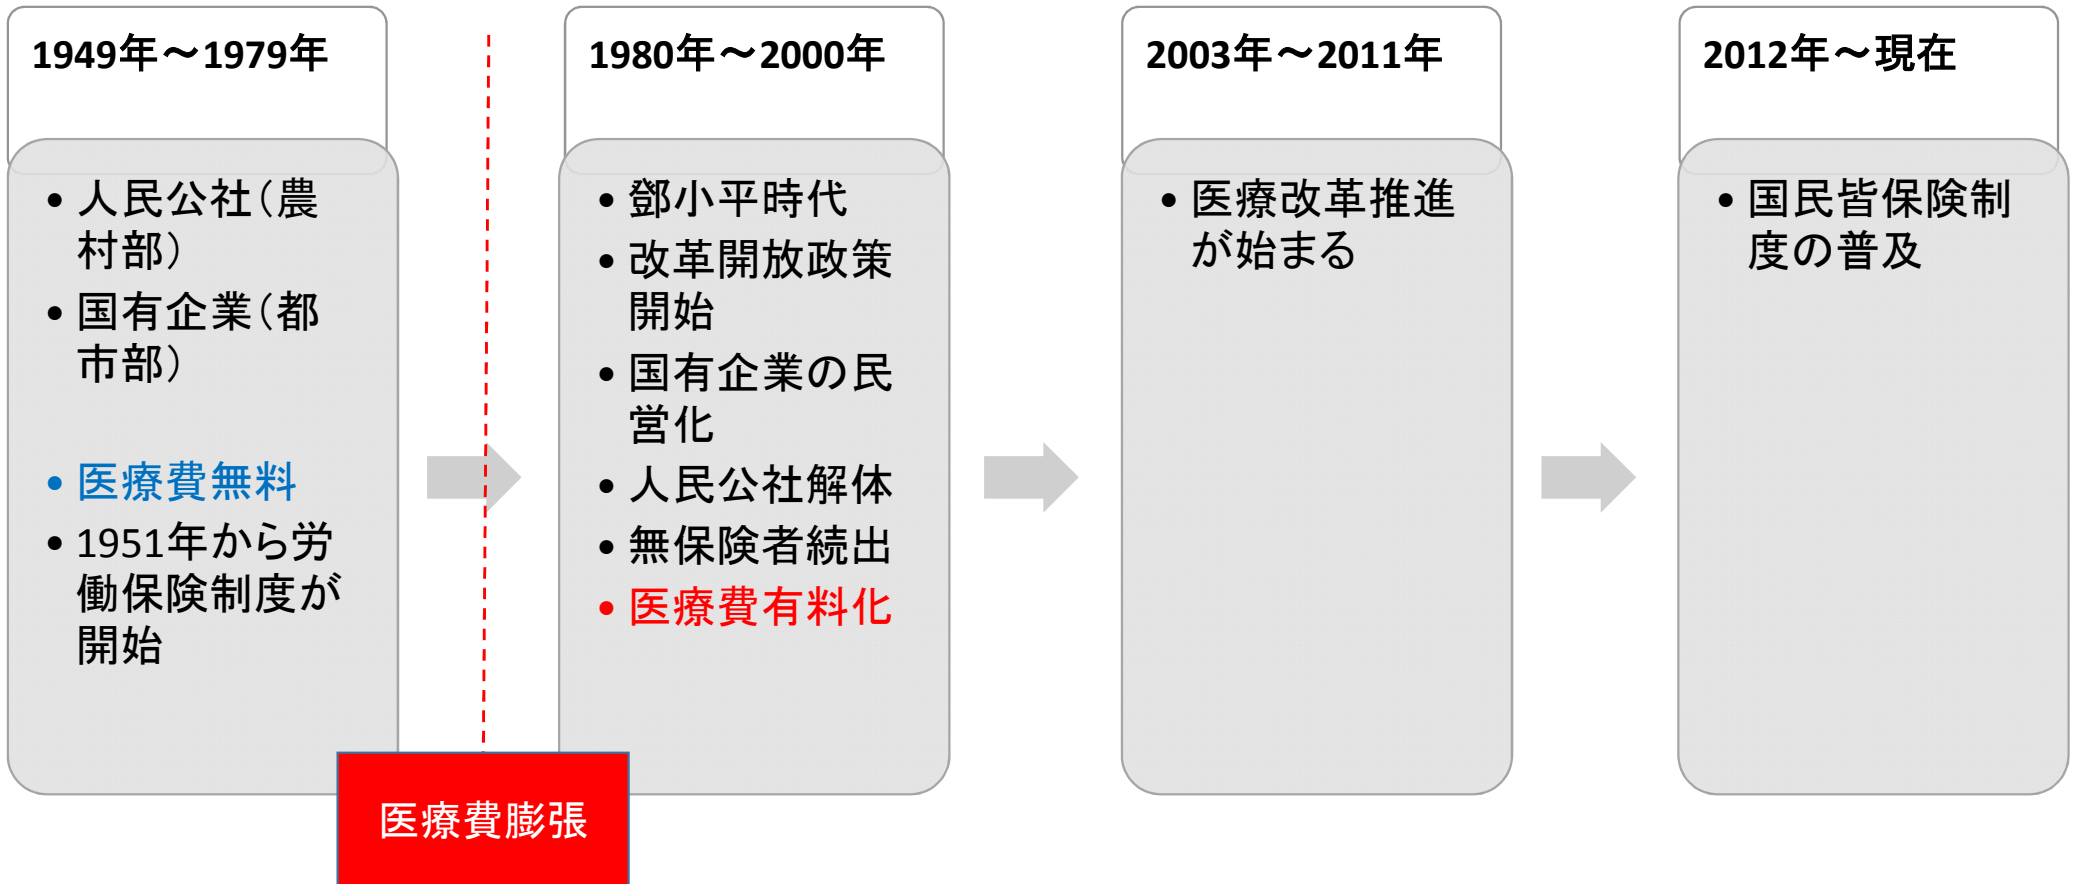 1949年～1979年
• 人民公社（農
村部）
• 国有企業（都
市部）
• 医療費無料
• 1951年から労
働保険制度が
開始
医療費膨張
1980年～2000年
• 鄧小平時代
• 改革開放政策
開始
• 国有企業の民
営化
• 人民公社解体
• 無保険者続出
• 医療費有料化
2003年～2011年
• 医療改革推進
が始まる
2012年～現在
• 国民皆保険制
度の普及